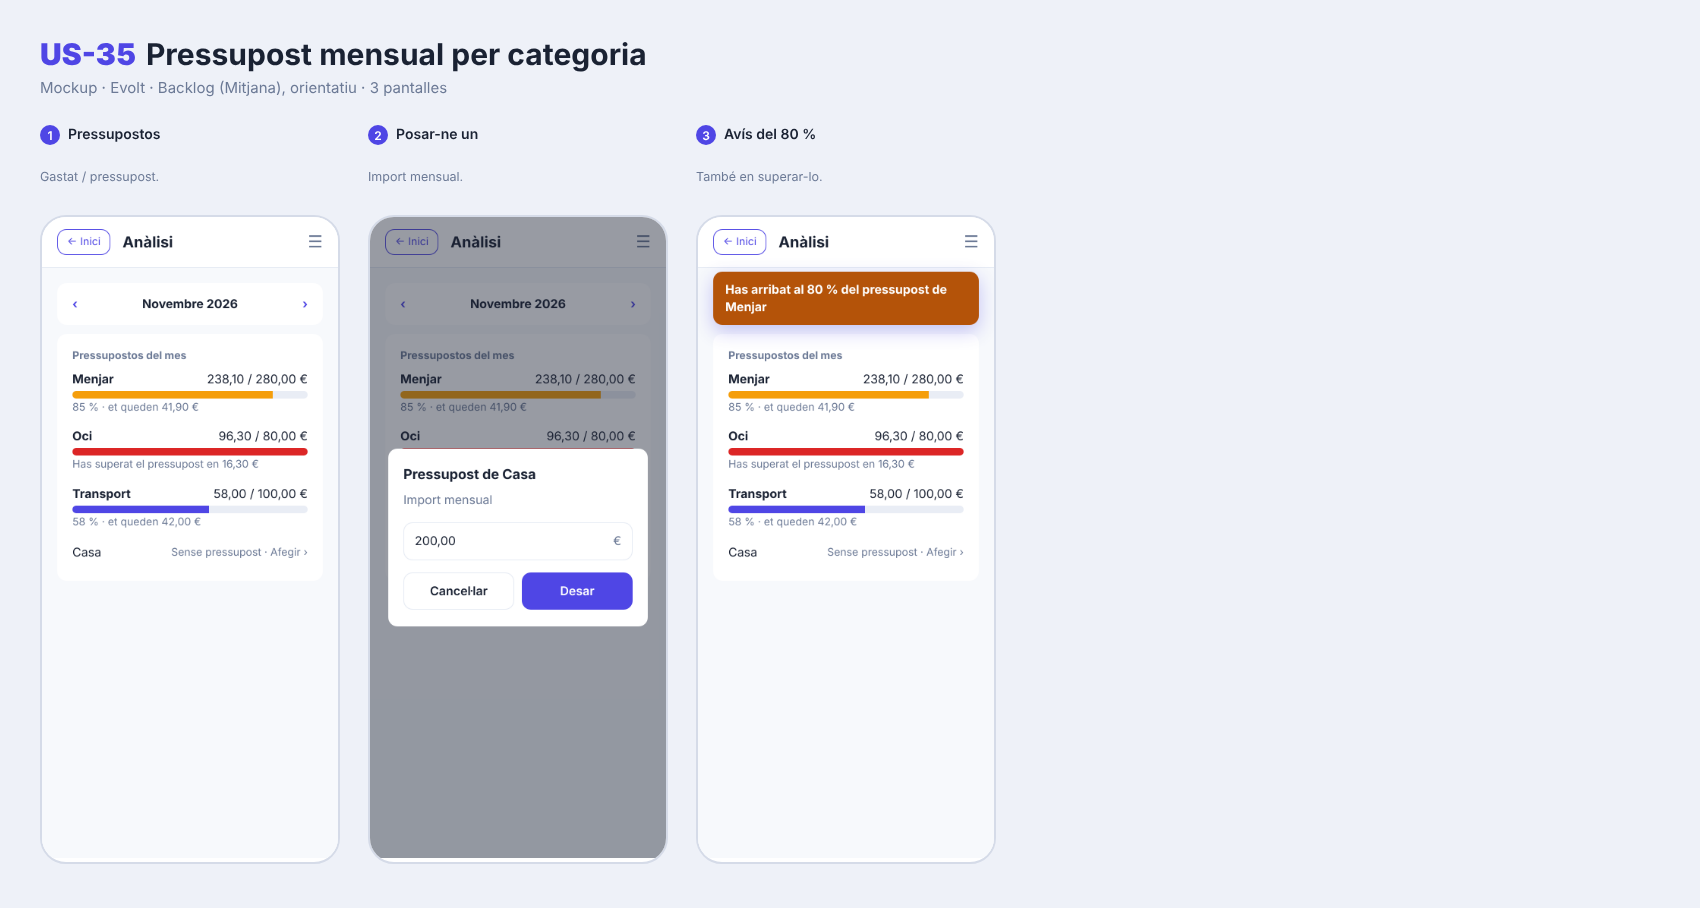 US-35 Pressupost mensual per categoria
Mockup · Evolt · Backlog (Mitjana), orientatiu · 3 pantalles
1 Pressupostos
Gastat / pressupost.
← Inici Anàlisi ☰
‹ Novembre 2026 ›
Pressupostos del mes
Menjar 238,10 / 280,00 €
85 % · et queden 41,90 €
Oci 96,30 / 80,00 €
Has superat el pressupost en 16,30 €
Transport 58,00 / 100,00 €
58 % · et queden 42,00 €
Casa Sense pressupost · Afegir ›
2 Posar-ne un
Import mensual.
← Inici Anàlisi ☰
‹ Novembre 2026 ›
Pressupostos del mes
Menjar 238,10 / 280,00 €
85 % · et queden 41,90 €
Oci 96,30 / 80,00 €
Pressupost de Casa
Import mensual
200,00 €
Cancel·lar Desar
3 Avís del 80 %
També en superar-lo.
← Inici Anàlisi ☰
Has arribat al 80 % del pressupost de
Menjar
Pressupostos del mes
Menjar 238,10 / 280,00 €
85 % · et queden 41,90 €
Oci 96,30 / 80,00 €
Has superat el pressupost en 16,30 €
Transport 58,00 / 100,00 €
58 % · et queden 42,00 €
Casa Sense pressupost · Afegir ›